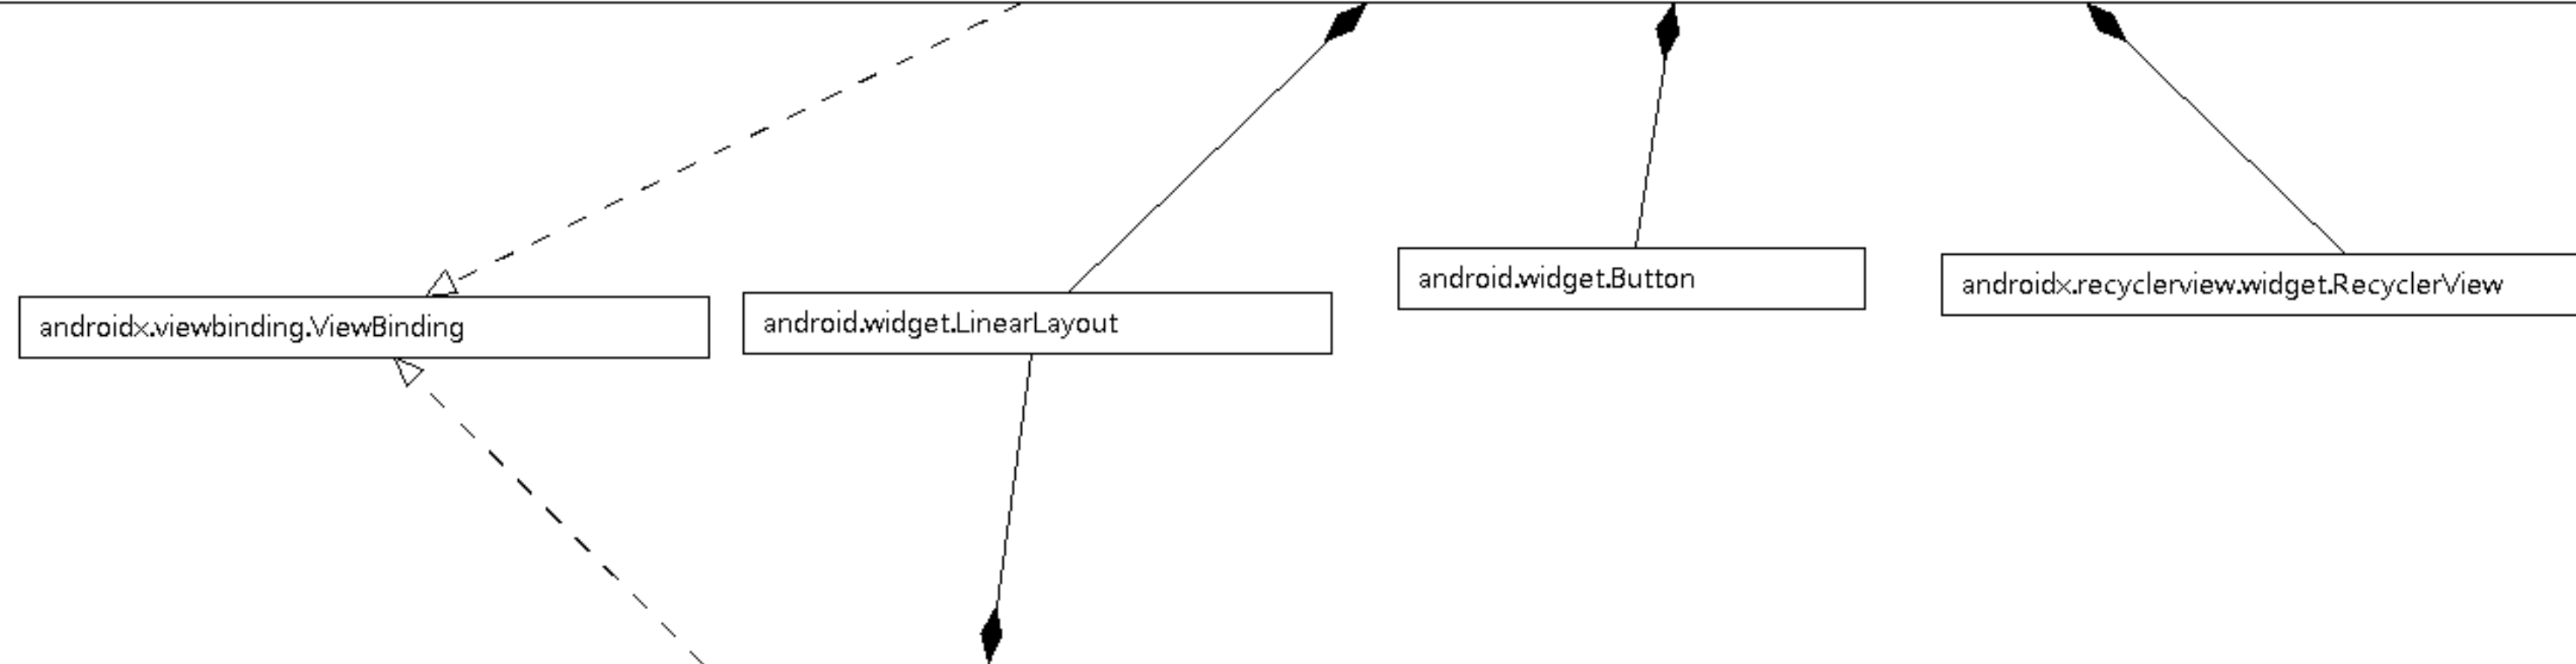 androidx.viewbinding.ViewBinding
android.widget.LinearLayout
android.widget.Button
androidx.recyclerview.widget.RecyclerView